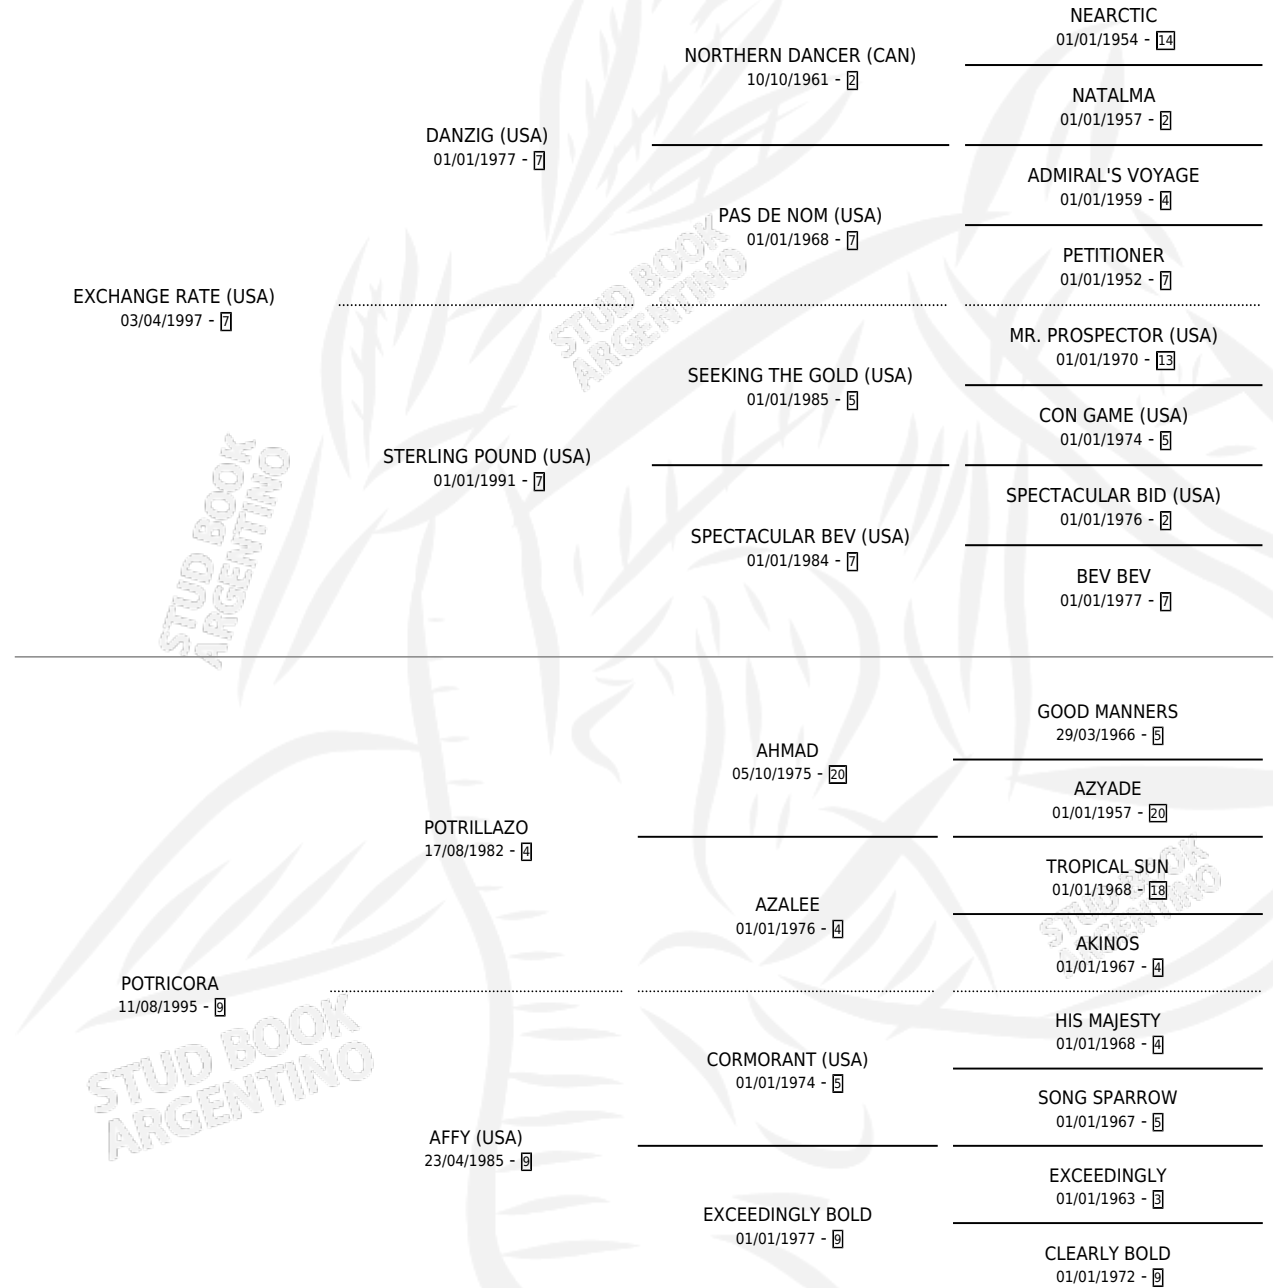 NEARCTIC
01/01/1954 - 14
NORTHERN DANCER (CAN)
10/10/1961 - 2
NATALMA
01/01/1957 - 2
DANZIG (USA)
01/01/1977 - 7
ADMIRAL'S VOYAGE
01/01/1959 - 4
PAS DE NOM (USA)
01/01/1968 - 7
PETITIONER
01/01/1952 - 7
EXCHANGE RATE (USA)
03/04/1997 - 7
MR. PROSPECTOR (USA)
01/01/1970 - 13
SEEKING THE GOLD (USA)
01/01/1985 - 5
CON GAME (USA)
01/01/1974 - 5
STERLING POUND (USA)
01/01/1991 - 7
SPECTACULAR BID (USA)
01/01/1976 - 2
SPECTACULAR BEV (USA)
01/01/1984 - 7
BEV BEV
01/01/1977 - 7
GOOD MANNERS
29/03/1966 - 5
AHMAD
05/10/1975 - 20
AZYADE
01/01/1957 - 20
POTRILLAZO
17/08/1982 - 4
TROPICAL SUN
01/01/1968 - 18
AZALEE
01/01/1976 - 4
AKINOS
01/01/1967 - 4
POTRICORA
11/08/1995 - 9
HIS MAJESTY
01/01/1968 - 4
CORMORANT (USA)
01/01/1974 - 5
SONG SPARROW
01/01/1967 - 5
AFFY (USA)
23/04/1985 - 9
EXCEEDINGLY
01/01/1963 - 3
EXCEEDINGLY BOLD
01/01/1977 - 9
CLEARLY BOLD
01/01/1972 - 9
STUD BOOK
ARGENTINO
STUD BOOK
ARGENTINO
STUD BOOK
ARGENTINO
STUD BOOK
ARGENTINO